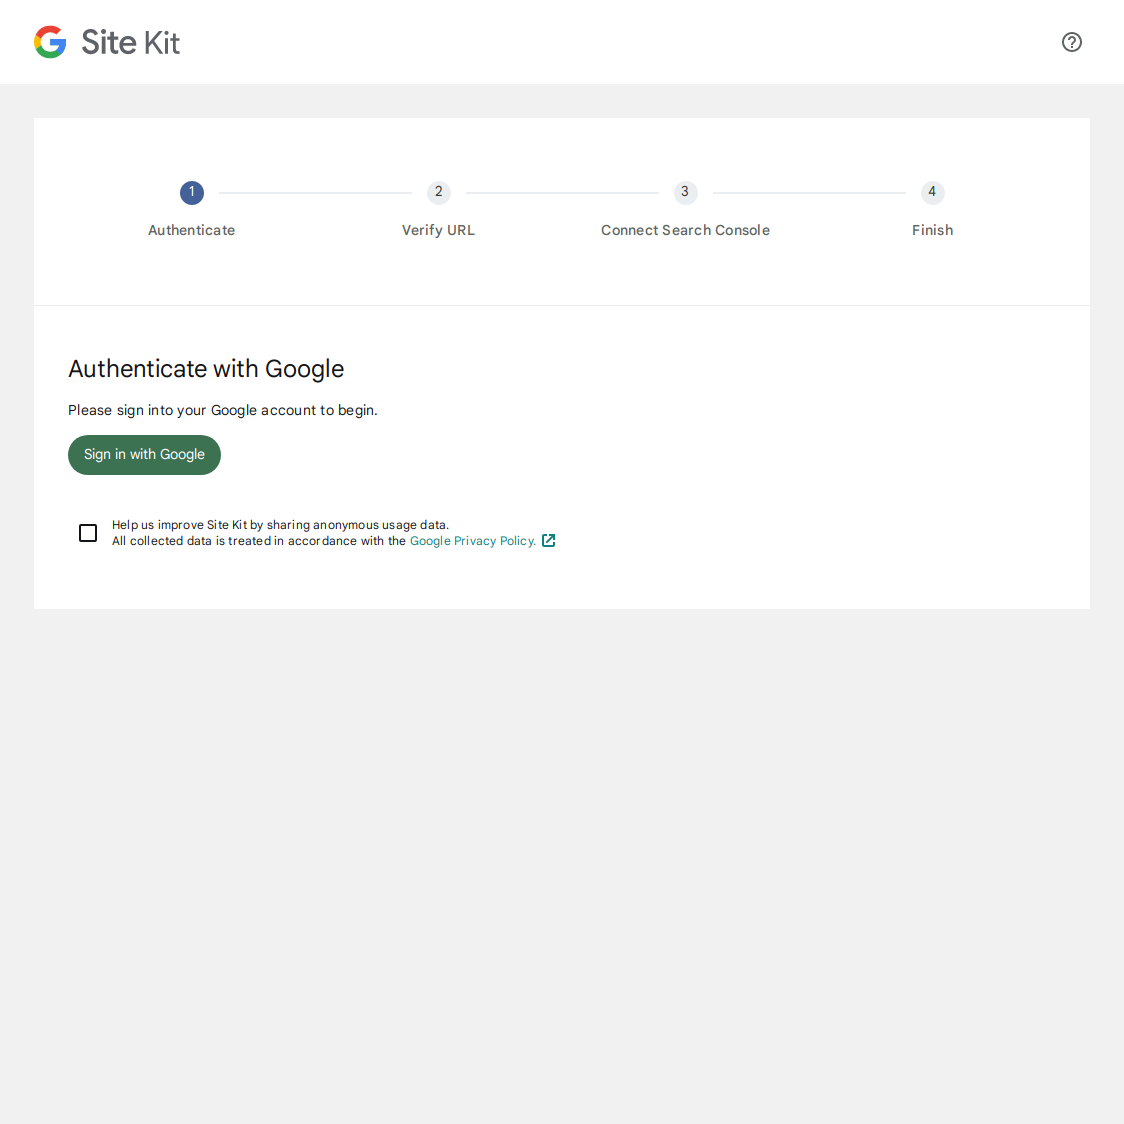 Site Kit
1
2
3
4
Authenticate
Verify URL
Connect Search Console
Finish
Authenticate with Google
Please sign into your Google account to begin.
Sign in with Google
Help us improve Site Kit by sharing anonymous usage data.
All collected data is treated in accordance with the Google Privacy Policy.